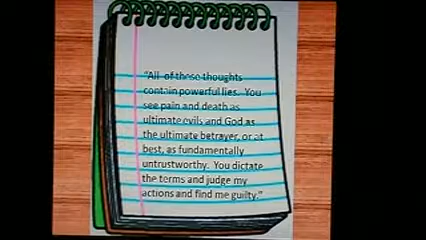 "All of these thoughts
contain powerful lies. You
see pain and death as
ultimate evils and God as
the ultimate betrayer, or at
best, as fundamentally
untrustworthy. You dictate
the terms and judge my
actions and find me guilty."